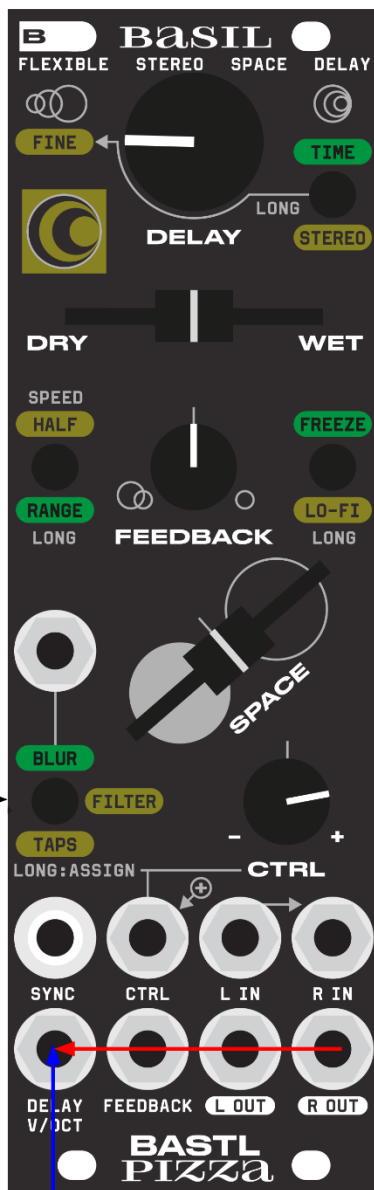 B BaSIL
FLEXIBLE STEREO SPACE DELAY
FINE
TIME
LONG
STEREO
DELAY
DRY WET
SPEED
HALF
FREEZE
RANGE
LO-FI
LONG
FEEDBACK
LONG
SPACE
BLUR
FILTER
TAPS
- +
LONG:ASSIGN
CTRL
SYNC CTRL L IN R IN
DELAY
V/OCT
FEEDBACK
L OUT
R OUT
BASTL
PIZZa